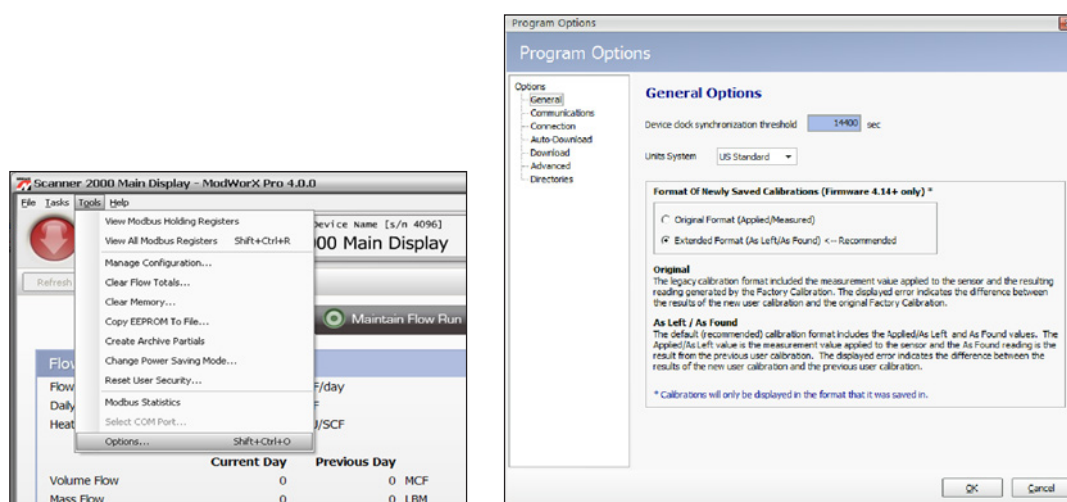 Scanner 2000 Main Display - ModWorX Pro 4.0.0
File Tasks Tools Help
View Modbus Holding Registers
View All Modbus Registers Shift+Ctrl+R
Manage Configuration...
Clear Flow Totals...
Clear Memory...
Copy EEPROM To File...
Create Archive Partials
Change Power Saving Mode...
Reset User Security...
Modbus Statistics
Select COM Port...
Options... Shift+Ctrl+O
Device Name [s/n 4096]
00 Main Display
Refresh
Maintain Flow Run
Flow
Flow F/day
Daily
Heat J/SCF
Current Day Previous Day
Volume Flow 0 0 MCF
Mass Flow 0 0 LBM
Program Options
Program Options
Options
General
Communications
Connection
Auto-Download
Download
Advanced
Directories
General Options
Device clock synchronization threshold 14400 sec
Units System US Standard
Format Of Newly Saved Calibrations (Firmware 4.14+ only) *
Original Format (Applied/Measured)
Extended Format (As Left/As Found) <-- Recommended
Original
The legacy calibration format included the measurement value applied to the sensor and the resulting
reading generated by the Factory Calibration. The displayed error indicates the difference between
the results of the new user calibration and the original Factory Calibration.
As Left / As Found
The default (recommended) calibration format includes the Applied/As Left and As Found values. The
Applied/As Left value is the measurement value applied to the sensor and the As Found reading is the
result from the previous user calibration. The displayed error indicates the difference between the
results of the new user calibration and the previous user calibration.
* Calibrations will only be displayed in the format that it was saved in.
OK Cancel